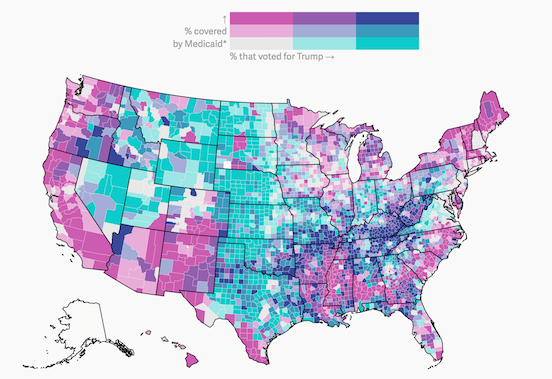 ↑
% covered
by Medicaid*
% that voted for Trump →